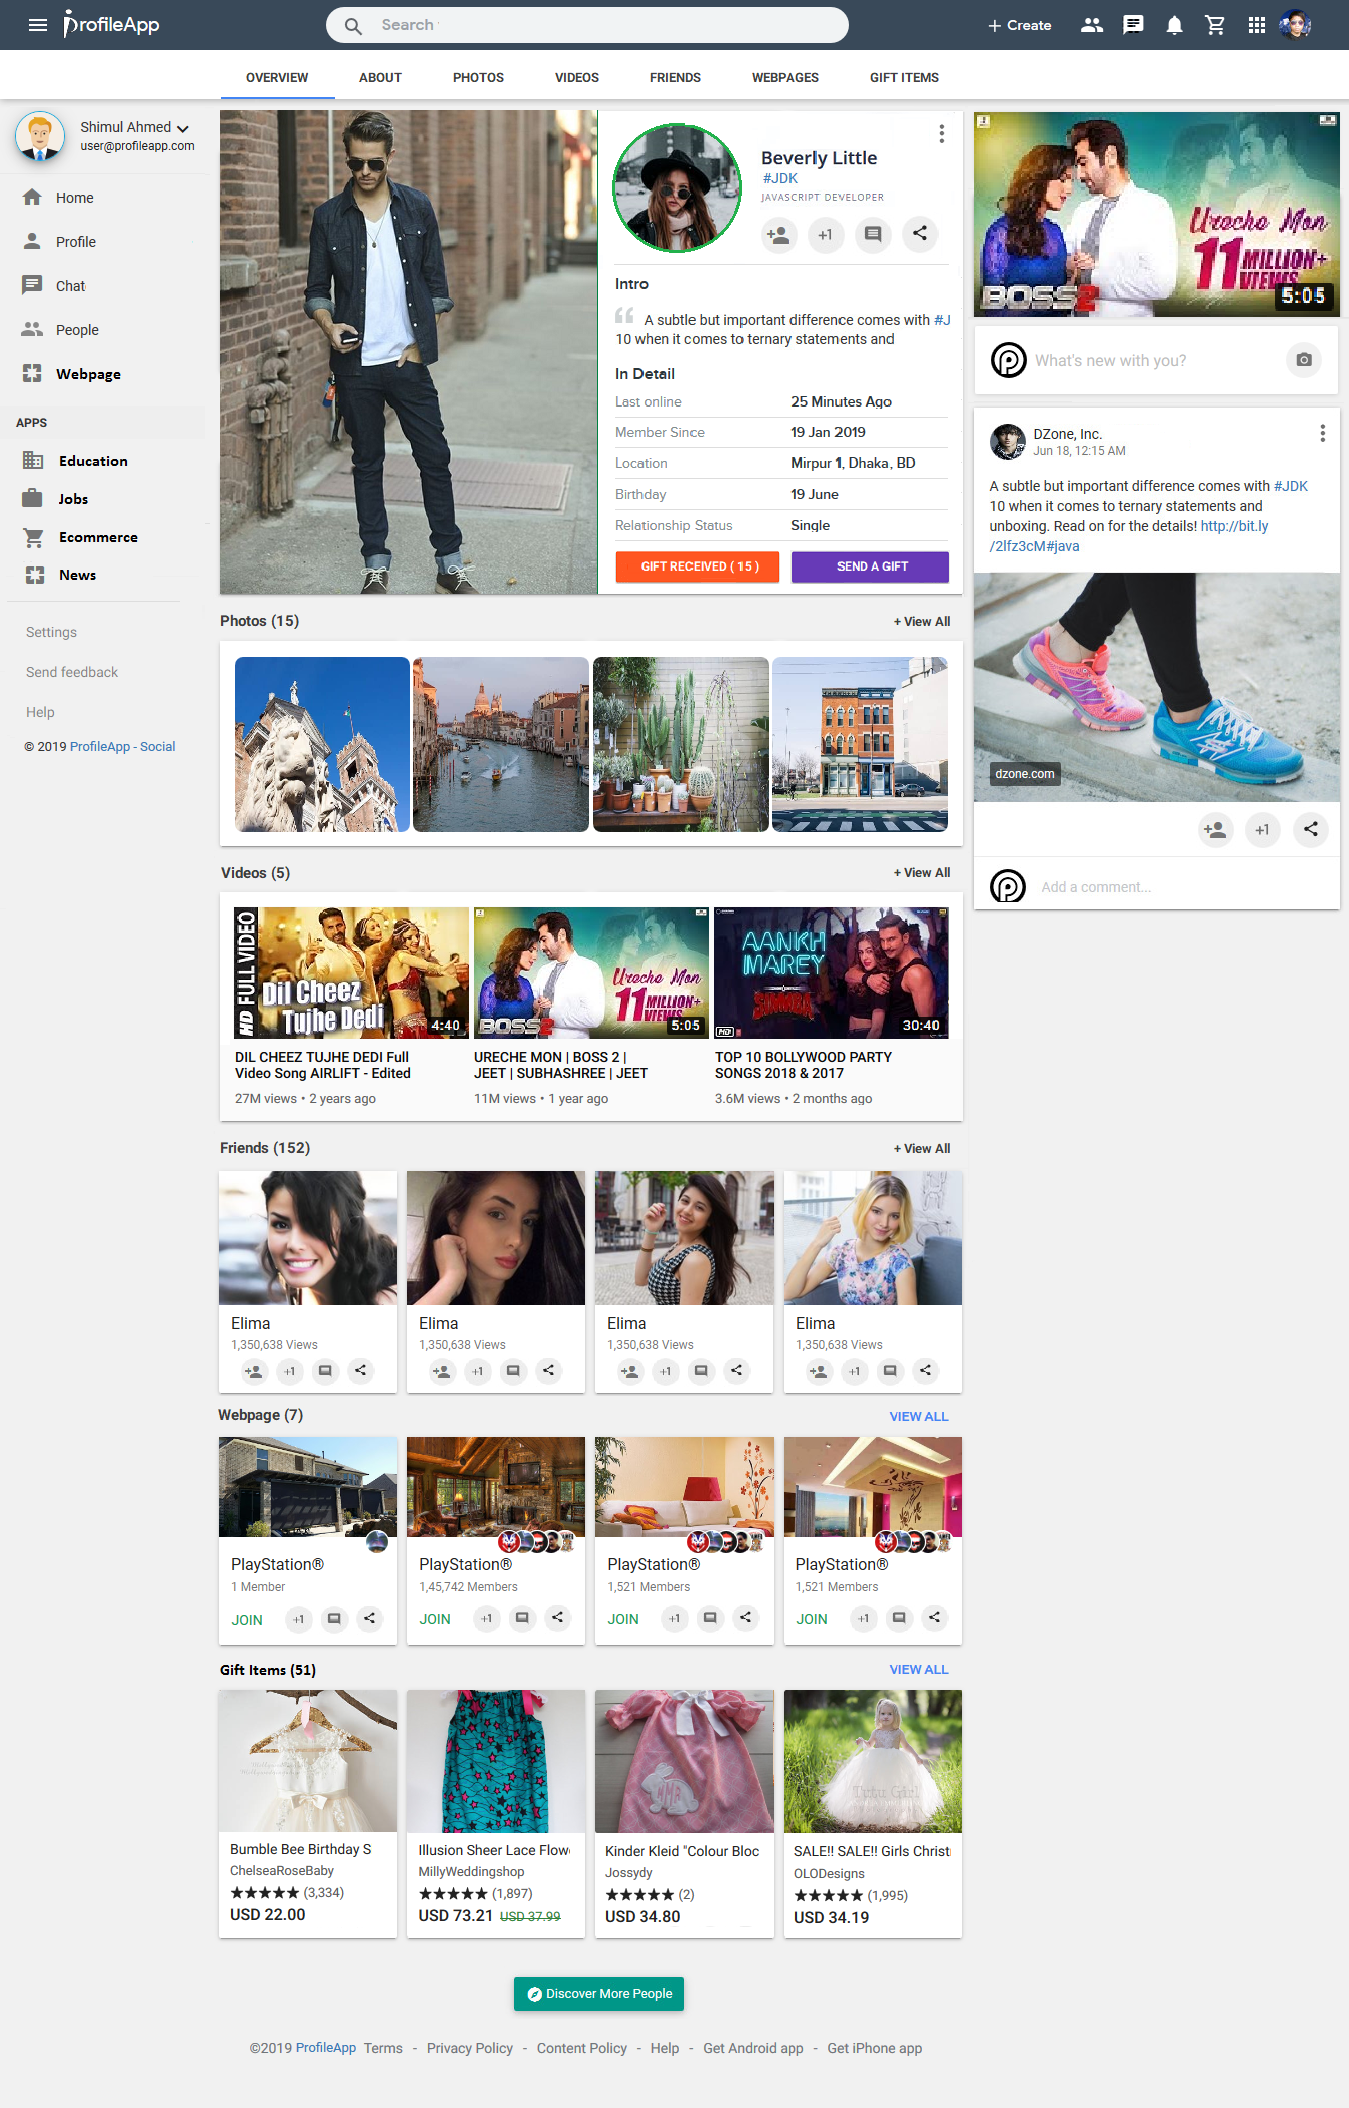 ProfileApp
Search
+ Create
OVERVIEW
ABOUT
PHOTOS
VIDEOS
FRIENDS
WEBPAGES
GIFT ITEMS
Shimul Ahmed
user@profileapp.com
Home
Profile
Chat
People
Webpage
APPS
Education
Jobs
Ecommerce
News
Settings
Send feedback
Help
© 2019 ProfileApp - Social
Beverly Little
#JDK
JAVASCRIPT DEVELOPER
+1
Intro
A subtle but important difference comes with #J
10 when it comes to ternary statements and
In Detail
Last online 25 Minutes Ago
Member Since 19 Jan 2019
Location Mirpur 1, Dhaka, BD
Birthday 19 June
Relationship Status Single
GIFT RECEIVED ( 15 )
SEND A GIFT
Photos (15)
+ View All
Videos (5)
+ View All
HD FULL VIDEO
Dil Cheez
Tujhe Dedi
4:40
DIL CHEEZ TUJHE DEDI Full
Video Song AIRLIFT - Edited
27M views • 2 years ago
Ureche Mon
11 MILLION+
VIEWS
BOSS 2
5:05
URECHE MON | BOSS 2 |
JEET | SUBHASHREE | JEET
11M views • 1 year ago
AANKH
MAREY
SIMMBA
HD
30:40
TOP 10 BOLLYWOOD PARTY
SONGS 2018 & 2017
3.6M views • 2 months ago
Friends (152)
+ View All
Elima
1,350,638 Views
+1
Elima
1,350,638 Views
+1
Elima
1,350,638 Views
+1
Elima
1,350,638 Views
+1
Webpage (7)
VIEW ALL
PlayStation®
1 Member
JOIN
+1
PlayStation®
1,45,742 Members
JOIN
+1
PlayStation®
1,521 Members
JOIN
+1
PlayStation®
1,521 Members
JOIN
+1
Gift Items (51)
VIEW ALL
Bumble Bee Birthday S
ChelseaRoseBaby
★★★★★ (3,334)
USD 22.00
Illusion Sheer Lace Flow
MillyWeddingshop
★★★★★ (1,897)
USD 73.21 USD 37.99
Kinder Kleid "Colour Bloc
Jossydy
★★★★★ (2)
USD 34.80
Tutu Girl
SALE!! SALE!! Girls Christ
OLODesigns
★★★★★ (1,995)
USD 34.19
Discover More People
©2019 ProfileApp Terms - Privacy Policy - Content Policy - Help - Get Android app - Get iPhone app
Ureche Mon
11 MILLION+
VIEWS
BOSS 2
5:05
What's new with you?
DZone, Inc.
Jun 18, 12:15 AM
A subtle but important difference comes with #JDK
10 when it comes to ternary statements and
unboxing. Read on for the details! http://bit.ly
/2lfz3cM#java
dzone.com
+1
Add a comment...